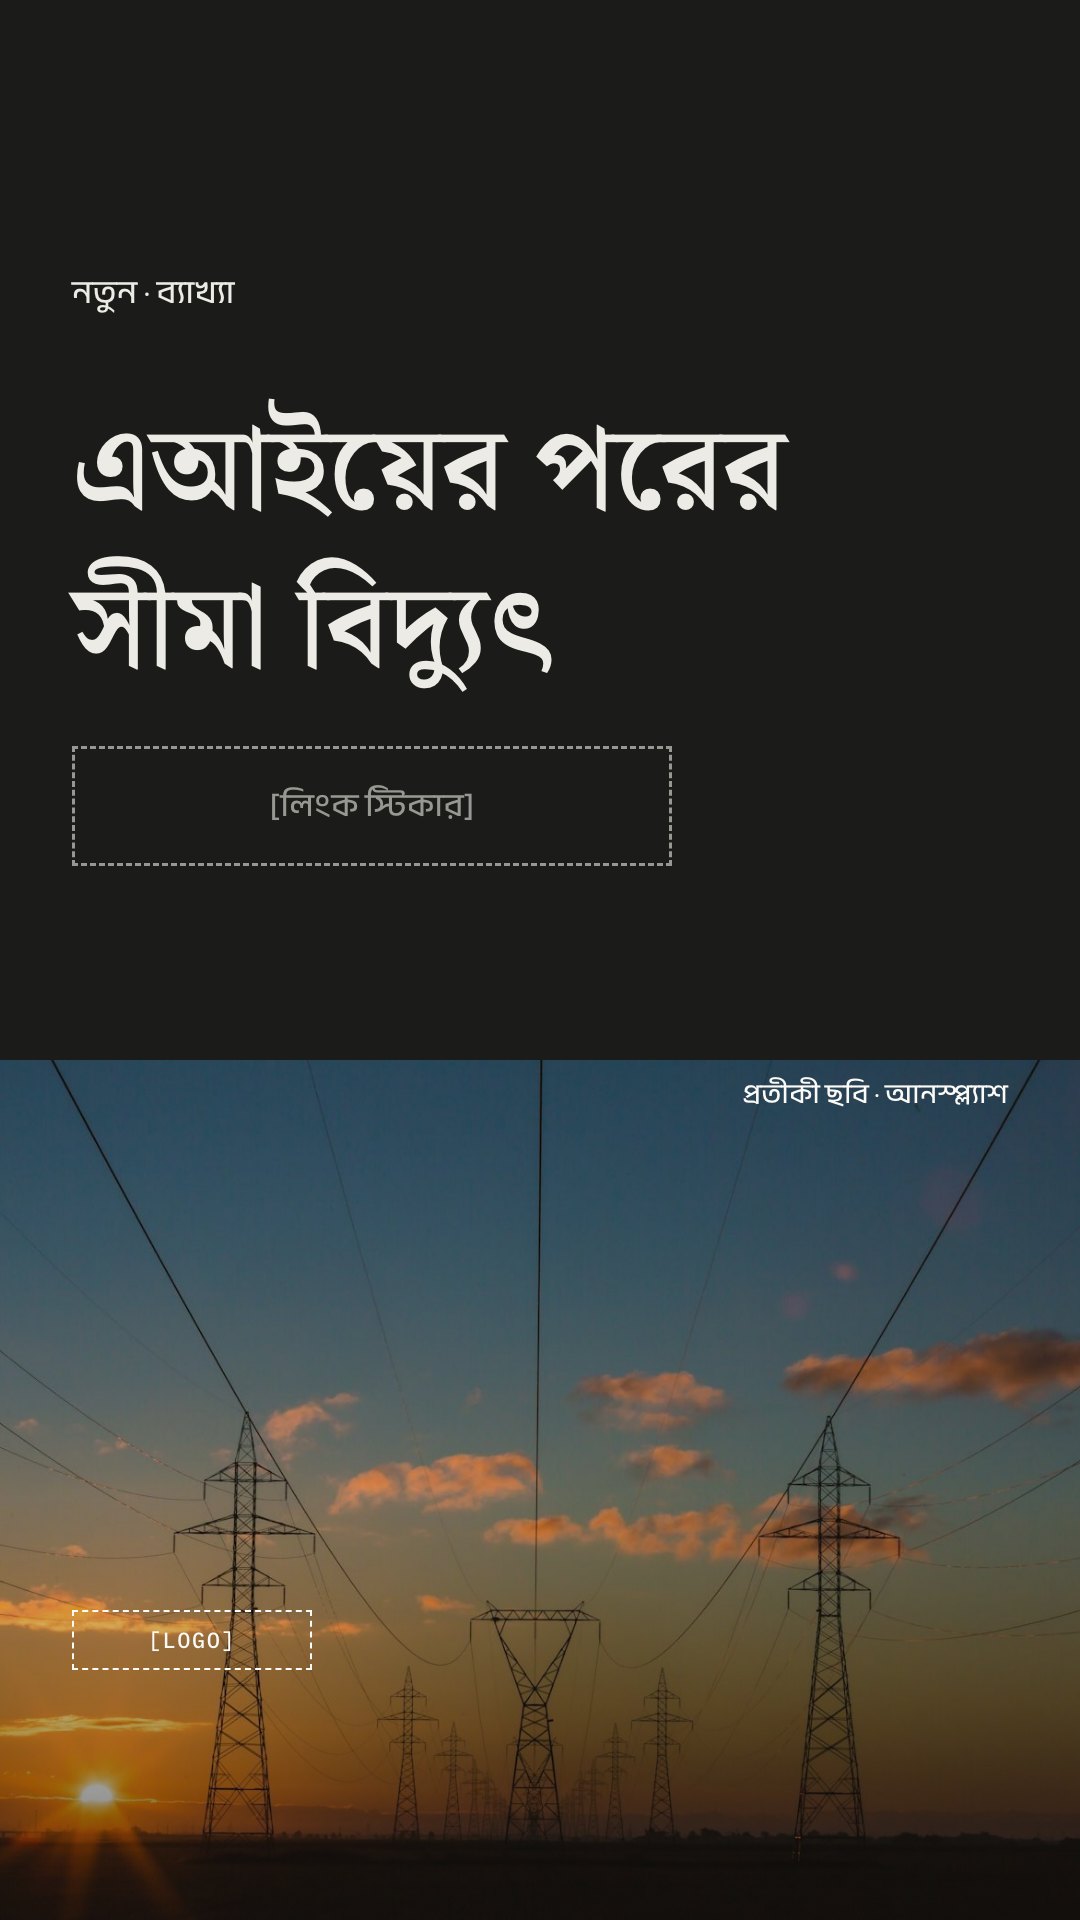 নতুন · ব্যাখ্যা
এআইয়ের পরের
সীমা বিদ্যুৎ
[লিংক স্টিকার]
প্রতীকী ছবি · আনস্প্ল্যাশ
[LOGO]